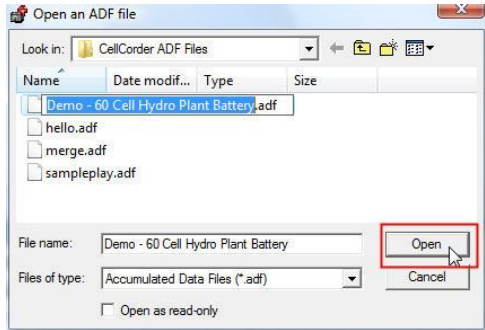 Open an ADF file
Look in: CellCorder ADF Files
Name Date modif... Type Size
Demo - 60 Cell Hydro Plant Battery.adf
hello.adf
merge.adf
sampleplay.adf
File name: Demo - 60 Cell Hydro Plant Battery Open
Files of type: Accumulated Data Files (*.adf) Cancel
Open as read-only